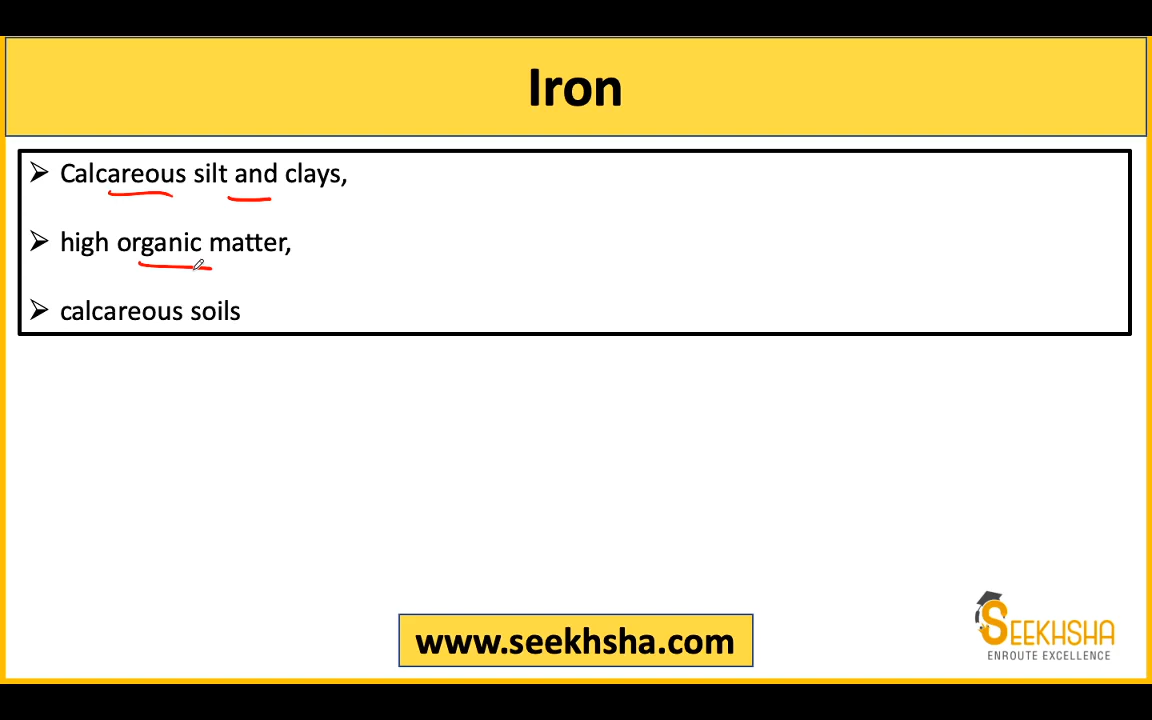 Iron
➢ Calcareous silt and clays,
➢ high organic matter,
➢ calcareous soils
www.seekhsha.com
SEEKHSHA
ENROUTE EXCELLENCE